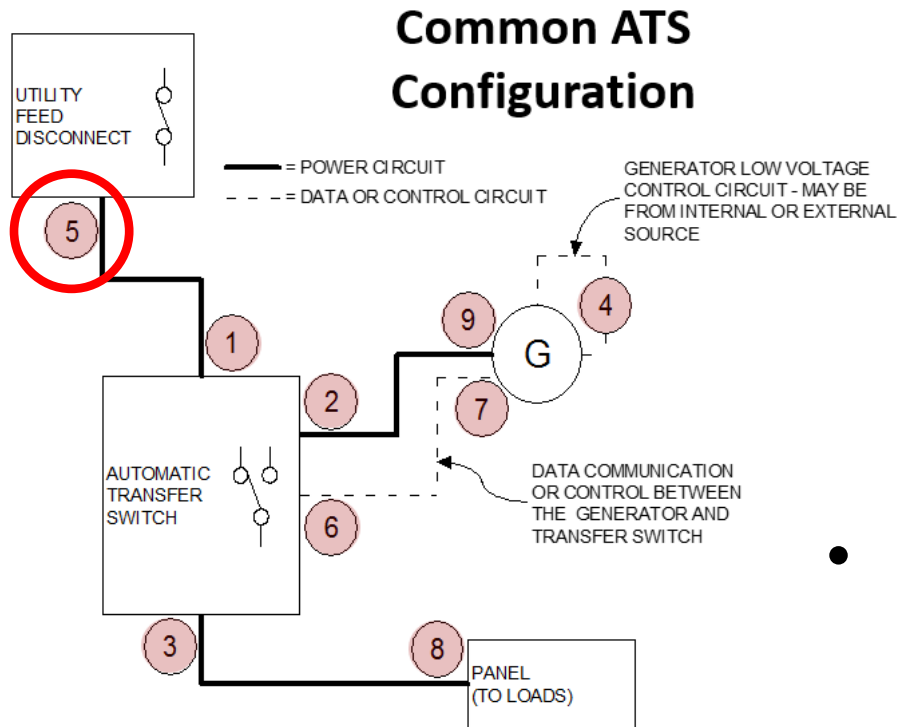 Common ATS
Configuration
UTILITY
FEED
DISCONNECT
= POWER CIRCUIT
= DATA OR CONTROL CIRCUIT
GENERATOR LOW VOLTAGE
CONTROL CIRCUIT - MAY BE
FROM INTERNAL OR EXTERNAL
SOURCE
5
4
9
1
G
2
7
AUTOMATIC
TRANSFER
SWITCH
DATA COMMUNICATION
OR CONTROL BETWEEN
THE GENERATOR AND
TRANSFER SWITCH
6
3
8
PANEL
(TO LOADS)